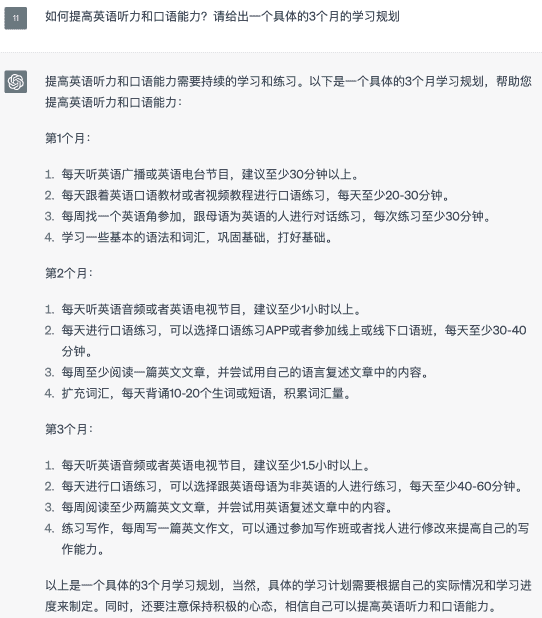 11
如何提高英语听力和口语能力？请给出一个具体的3个月的学习规划
提高英语听力和口语能力需要持续的学习和练习。以下是一个具体的3个月学习规划，帮助您
提高英语听力和口语能力：
第1个月：
1. 每天听英语广播或英语电台节目，建议至少30分钟以上。
2. 每天跟着英语口语教材或者视频教程进行口语练习，每天至少20-30分钟。
3. 每周找一个英语角参加，跟母语为英语的人进行对话练习，每次练习至少30分钟。
4. 学习一些基本的语法和词汇，巩固基础，打好基础。
第2个月：
1. 每天听英语音频或者英语电视节目，建议至少1小时以上。
2. 每天进行口语练习，可以选择口语练习APP或者参加线上或线下口语班，每天至少30-40
分钟。
3. 每周至少阅读一篇英文文章，并尝试用自己的语言复述文章中的内容。
4. 扩充词汇，每天背诵10-20个生词或短语，积累词汇量。
第3个月：
1. 每天听英语音频或者英语电视节目，建议至少1.5小时以上。
2. 每天进行口语练习，可以选择跟英语母语为非英语的人进行练习，每天至少40-60分钟。
3. 每周阅读至少两篇英文文章，并尝试用英语复述文章中的内容。
4. 练习写作，每周写一篇英文作文，可以通过参加写作班或者找人进行修改来提高自己的写
作能力。
以上是一个具体的3个月学习规划，当然，具体的学习计划需要根据自己的实际情况和学习进
度来制定。同时，还要注意保持积极的心态，相信自己可以提高英语听力和口语能力。